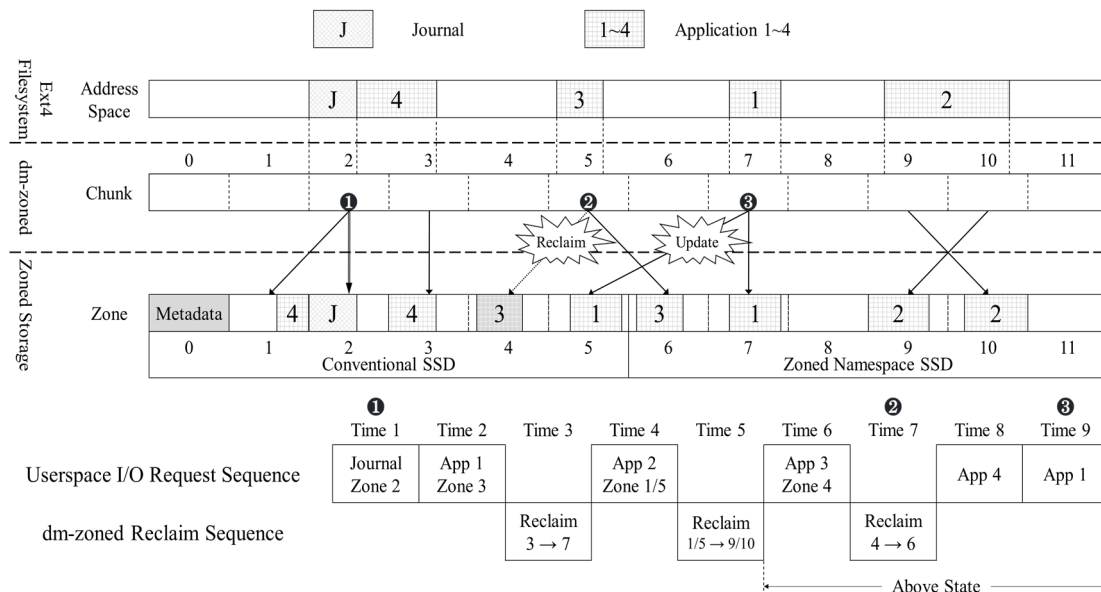 J Journal 1~4 Application 1~4
Ext4
Filesystem
Address
Space
J 4 3 1 2
dm-zoned
0 1 2 3 4 5 6 7 8 9 10 11
Chunk
❶ ❷ ❸
Reclaim Update
Zoned Storage
Zone
Metadata 4 J 4 3 1 3 1 2 2
0 1 2 3 4 5 6 7 8 9 10 11
Conventional SSD Zoned Namespace SSD
❶ ❷ ❸
Time 1 Time 2 Time 3 Time 4 Time 5 Time 6 Time 7 Time 8 Time 9
Userspace I/O Request Sequence
Journal
Zone 2
App 1
Zone 3
App 2
Zone 1/5
App 3
Zone 4
App 4
App 1
dm-zoned Reclaim Sequence
Reclaim
3 → 7
Reclaim
1/5 → 9/10
Reclaim
4 → 6
Above State